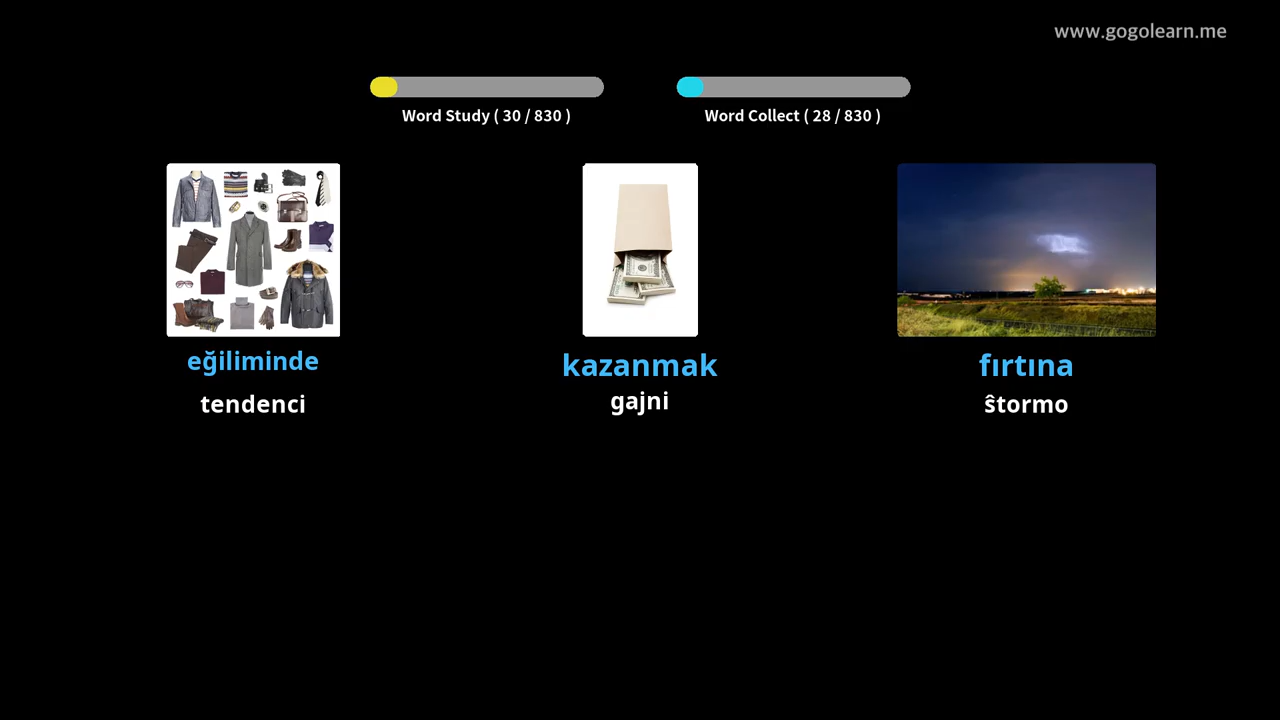 www.gogolearn.me
Word Study ( 30 / 830 )
Word Collect ( 28 / 830 )
eğiliminde
tendenci
kazanmak
gajni
fırtına
ŝtormo